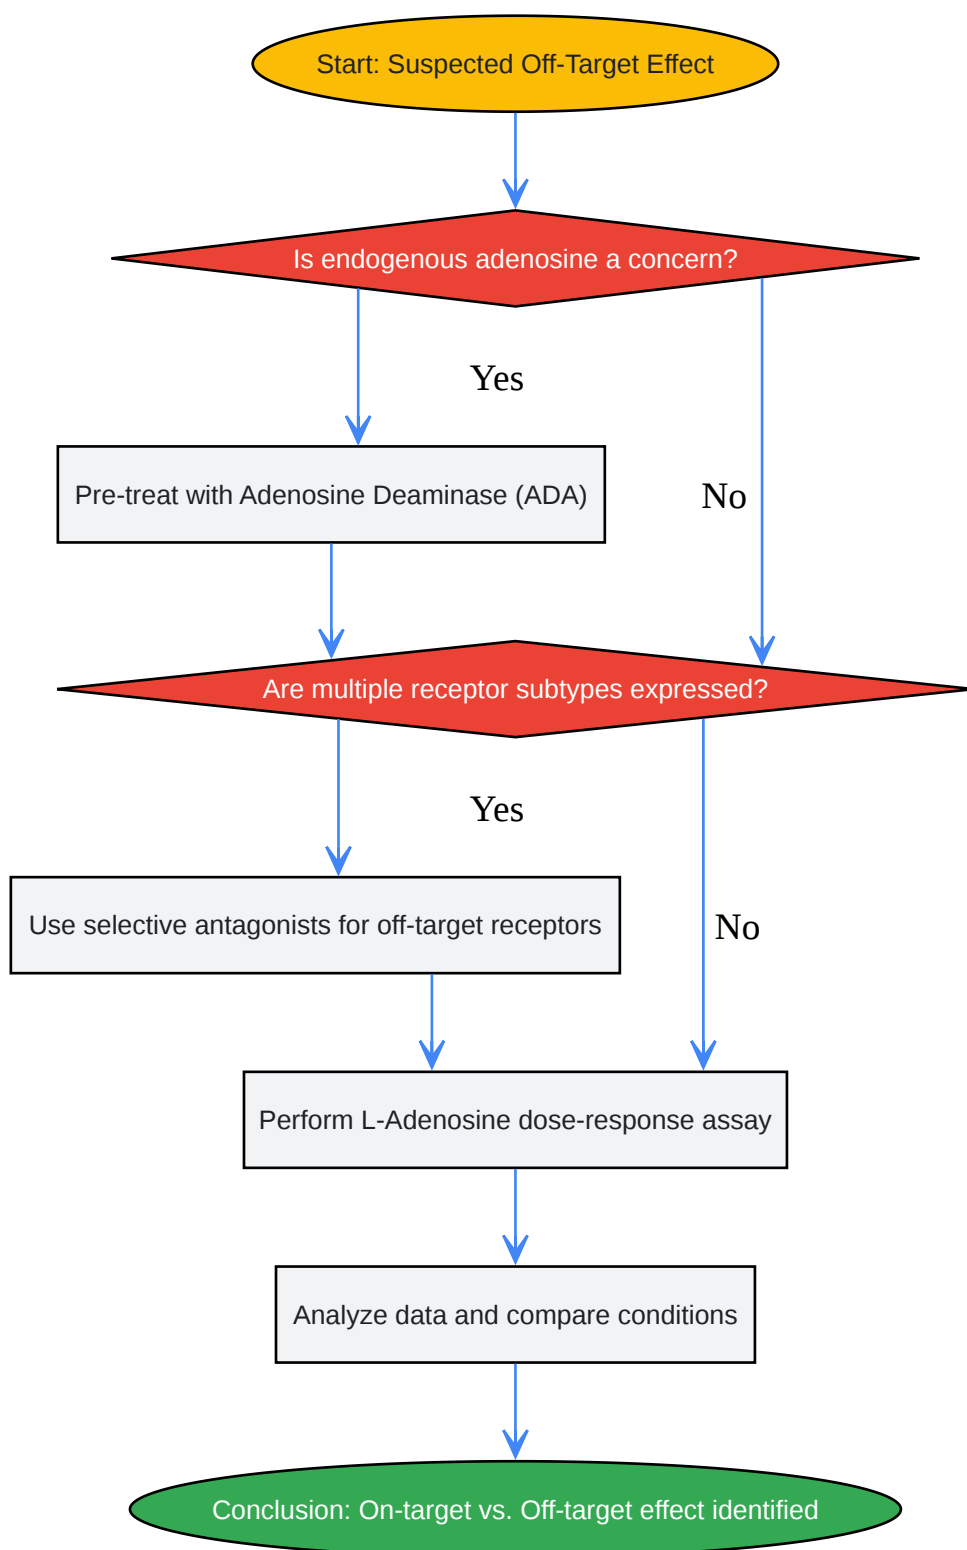 Start: Suspected Off-Target Effect
Is endogenous adenosine a concern?
Yes
Pre-treat with Adenosine Deaminase (ADA)
No
Are multiple receptor subtypes expressed?
Yes
Use selective antagonists for off-target receptors
No
Perform L-Adenosine dose-response assay
Analyze data and compare conditions
Conclusion: On-target vs. Off-target effect identified